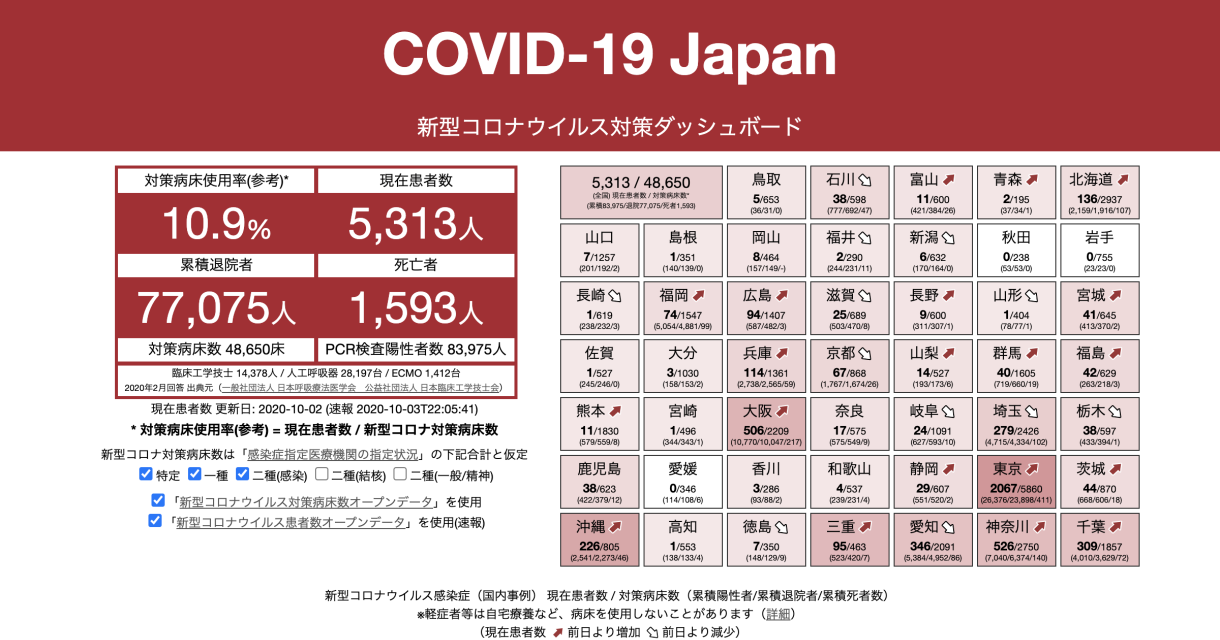 COVID-19 Japan
新型コロナウイルス対策ダッシュボード
対策病床使用率(参考)*
現在患者数
10.9%
5,313人
累積退院者
死亡者
77,075人
1,593人
対策病床数 48,650床
PCR検査陽性者数 83,975人
臨床工学技士 14,378人 / 人工呼吸器 28,197台 / ECMO 1,412台
2020年2月回答 出典元（一般社団法人 日本呼吸療法医学会　公益社団法人 日本臨床工学技士会）
現在患者数 更新日: 2020-10-02 (速報 2020-10-03T22:05:41)
* 対策病床使用率(参考) = 現在患者数 / 新型コロナ対策病床数
新型コロナ対策病床数は「感染症指定医療機関の指定状況」の下記合計と仮定
特定 一種 二種(感染) 二種(結核) 二種(一般/精神)
「新型コロナウイルス対策病床数オープンデータ」を使用
「新型コロナウイルス患者数オープンデータ」を使用(速報)
5,313 / 48,650
(全国) 現在患者数 / 対策病床数*
(累積83,975/退院77,075/死者1,593)
鳥取
5/653
(36/31/0)
石川
38/598
(777/692/47)
富山
11/600
(421/384/26)
青森
2/195
(37/34/1)
北海道
136/2937
(2,159/1,916/107)
山口
7/1257
(201/192/2)
島根
1/351
(140/139/0)
岡山
8/464
(157/149/-)
福井
2/290
(244/231/11)
新潟
6/632
(170/164/0)
秋田
0/238
(53/53/0)
岩手
0/755
(23/23/0)
長崎
1/619
(238/232/3)
福岡
74/1547
(5,054/4,881/99)
広島
94/1407
(587/482/3)
滋賀
25/689
(503/470/8)
長野
9/600
(311/307/1)
山形
1/404
(78/77/1)
宮城
41/645
(413/370/2)
佐賀
1/527
(245/246/0)
大分
3/1030
(158/153/2)
兵庫
114/1361
(2,738/2,565/59)
京都
67/868
(1,767/1,674/26)
山梨
14/527
(193/173/6)
群馬
40/1605
(719/660/19)
福島
42/629
(263/218/3)
熊本
11/1830
(579/559/8)
宮崎
1/496
(344/343/1)
大阪
506/2209
(10,770/10,047/217)
奈良
17/575
(575/549/9)
岐阜
24/1091
(627/593/10)
埼玉
279/2426
(4,715/4,334/102)
栃木
38/597
(433/394/1)
鹿児島
38/623
(422/379/12)
愛媛
0/346
(114/108/6)
香川
3/286
(93/88/2)
和歌山
4/537
(239/231/4)
静岡
29/607
(551/520/2)
東京
2067/5860
(26,376/23,898/411)
茨城
44/870
(668/606/18)
沖縄
226/805
(2,541/2,273/46)
高知
1/553
(138/133/4)
徳島
7/350
(148/129/9)
三重
95/463
(523/420/7)
愛知
346/2091
(5,384/4,952/86)
神奈川
526/2750
(7,040/6,374/140)
千葉
309/1857
(4,010/3,629/72)
新型コロナウイルス感染症（国内事例） 現在患者数 / 対策病床数（累積陽性者/累積退院者/累積死者数）
※軽症者等は自宅療養など、病床を使用しないことがあります（詳細）
（現在患者数 前日より増加 前日より減少）